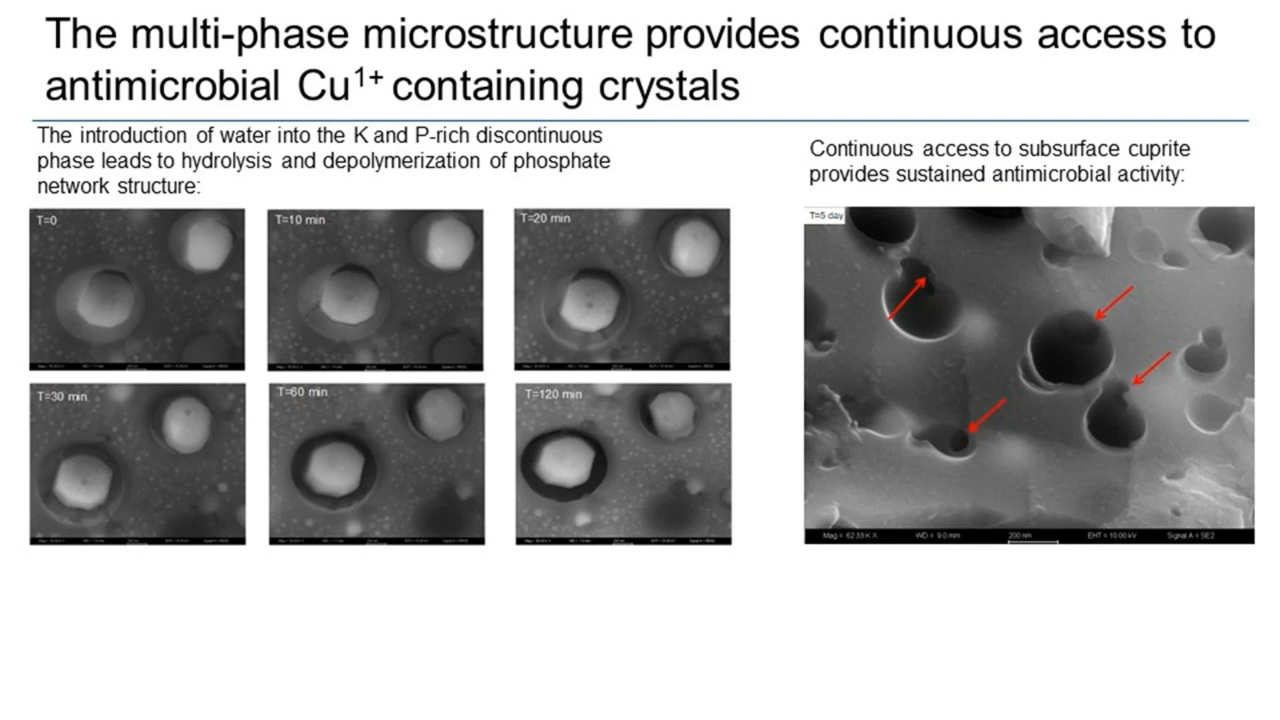 The multi-phase microstructure provides continuous access to
antimicrobial Cu1+ containing crystals
The introduction of water into the K and P-rich discontinuous
phase leads to hydrolysis and depolymerization of phosphate
network structure:
Continuous access to subsurface cuprite
provides sustained antimicrobial activity:
T=0
T=10 min
T=20 min
T=30 min
T=60 min
T=120 min
T=5 day
Mag = 62.33 K X
WD = 9.0 mm
200 nm
EHT = 10.00 kV
Signal A = SE2